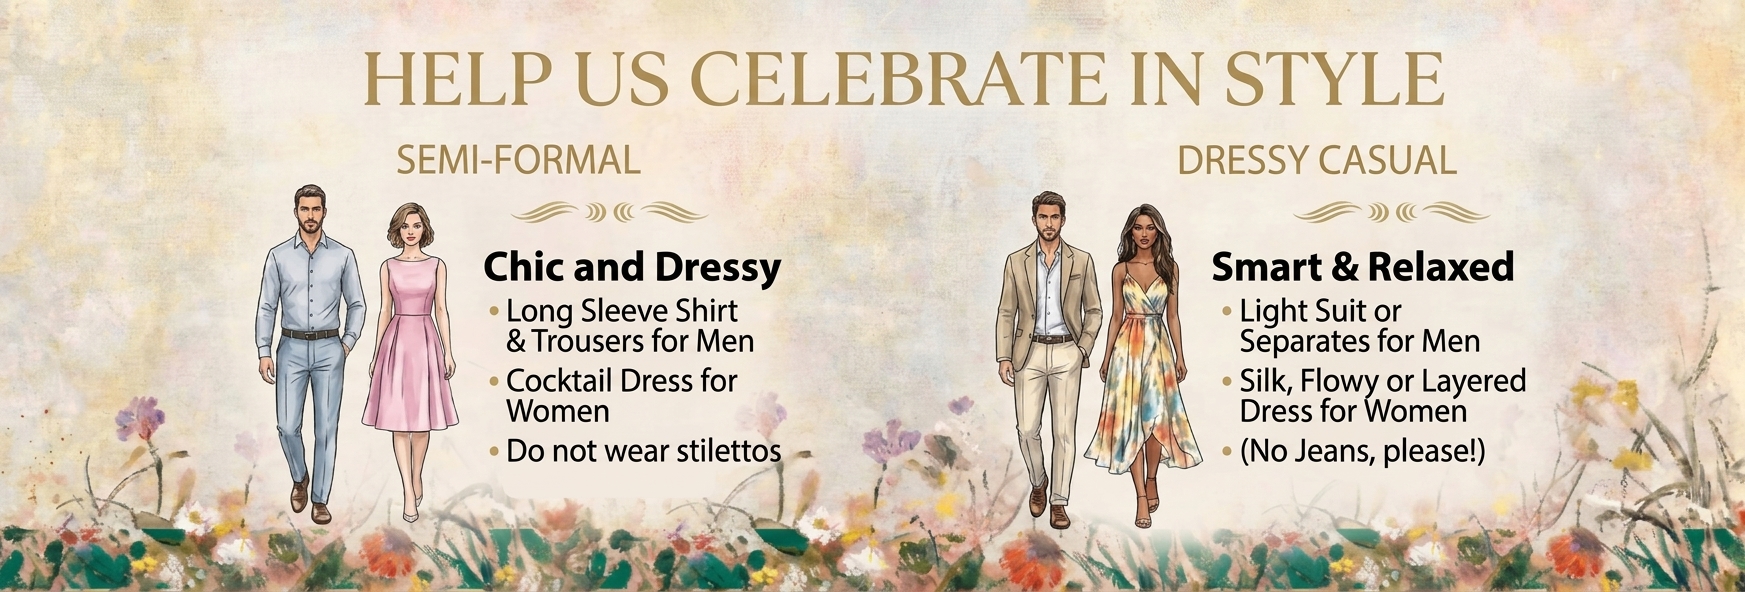 HELP US CELEBRATE IN STYLE
SEMI-FORMAL
Chic and Dressy
• Long Sleeve Shirt
& Trousers for Men
• Cocktail Dress for
Women
• Do not wear stilettos
DRESSY CASUAL
Smart & Relaxed
• Light Suit or
Separates for Men
• Silk, Flowy or Layered
Dress for Women
• (No Jeans, please!)